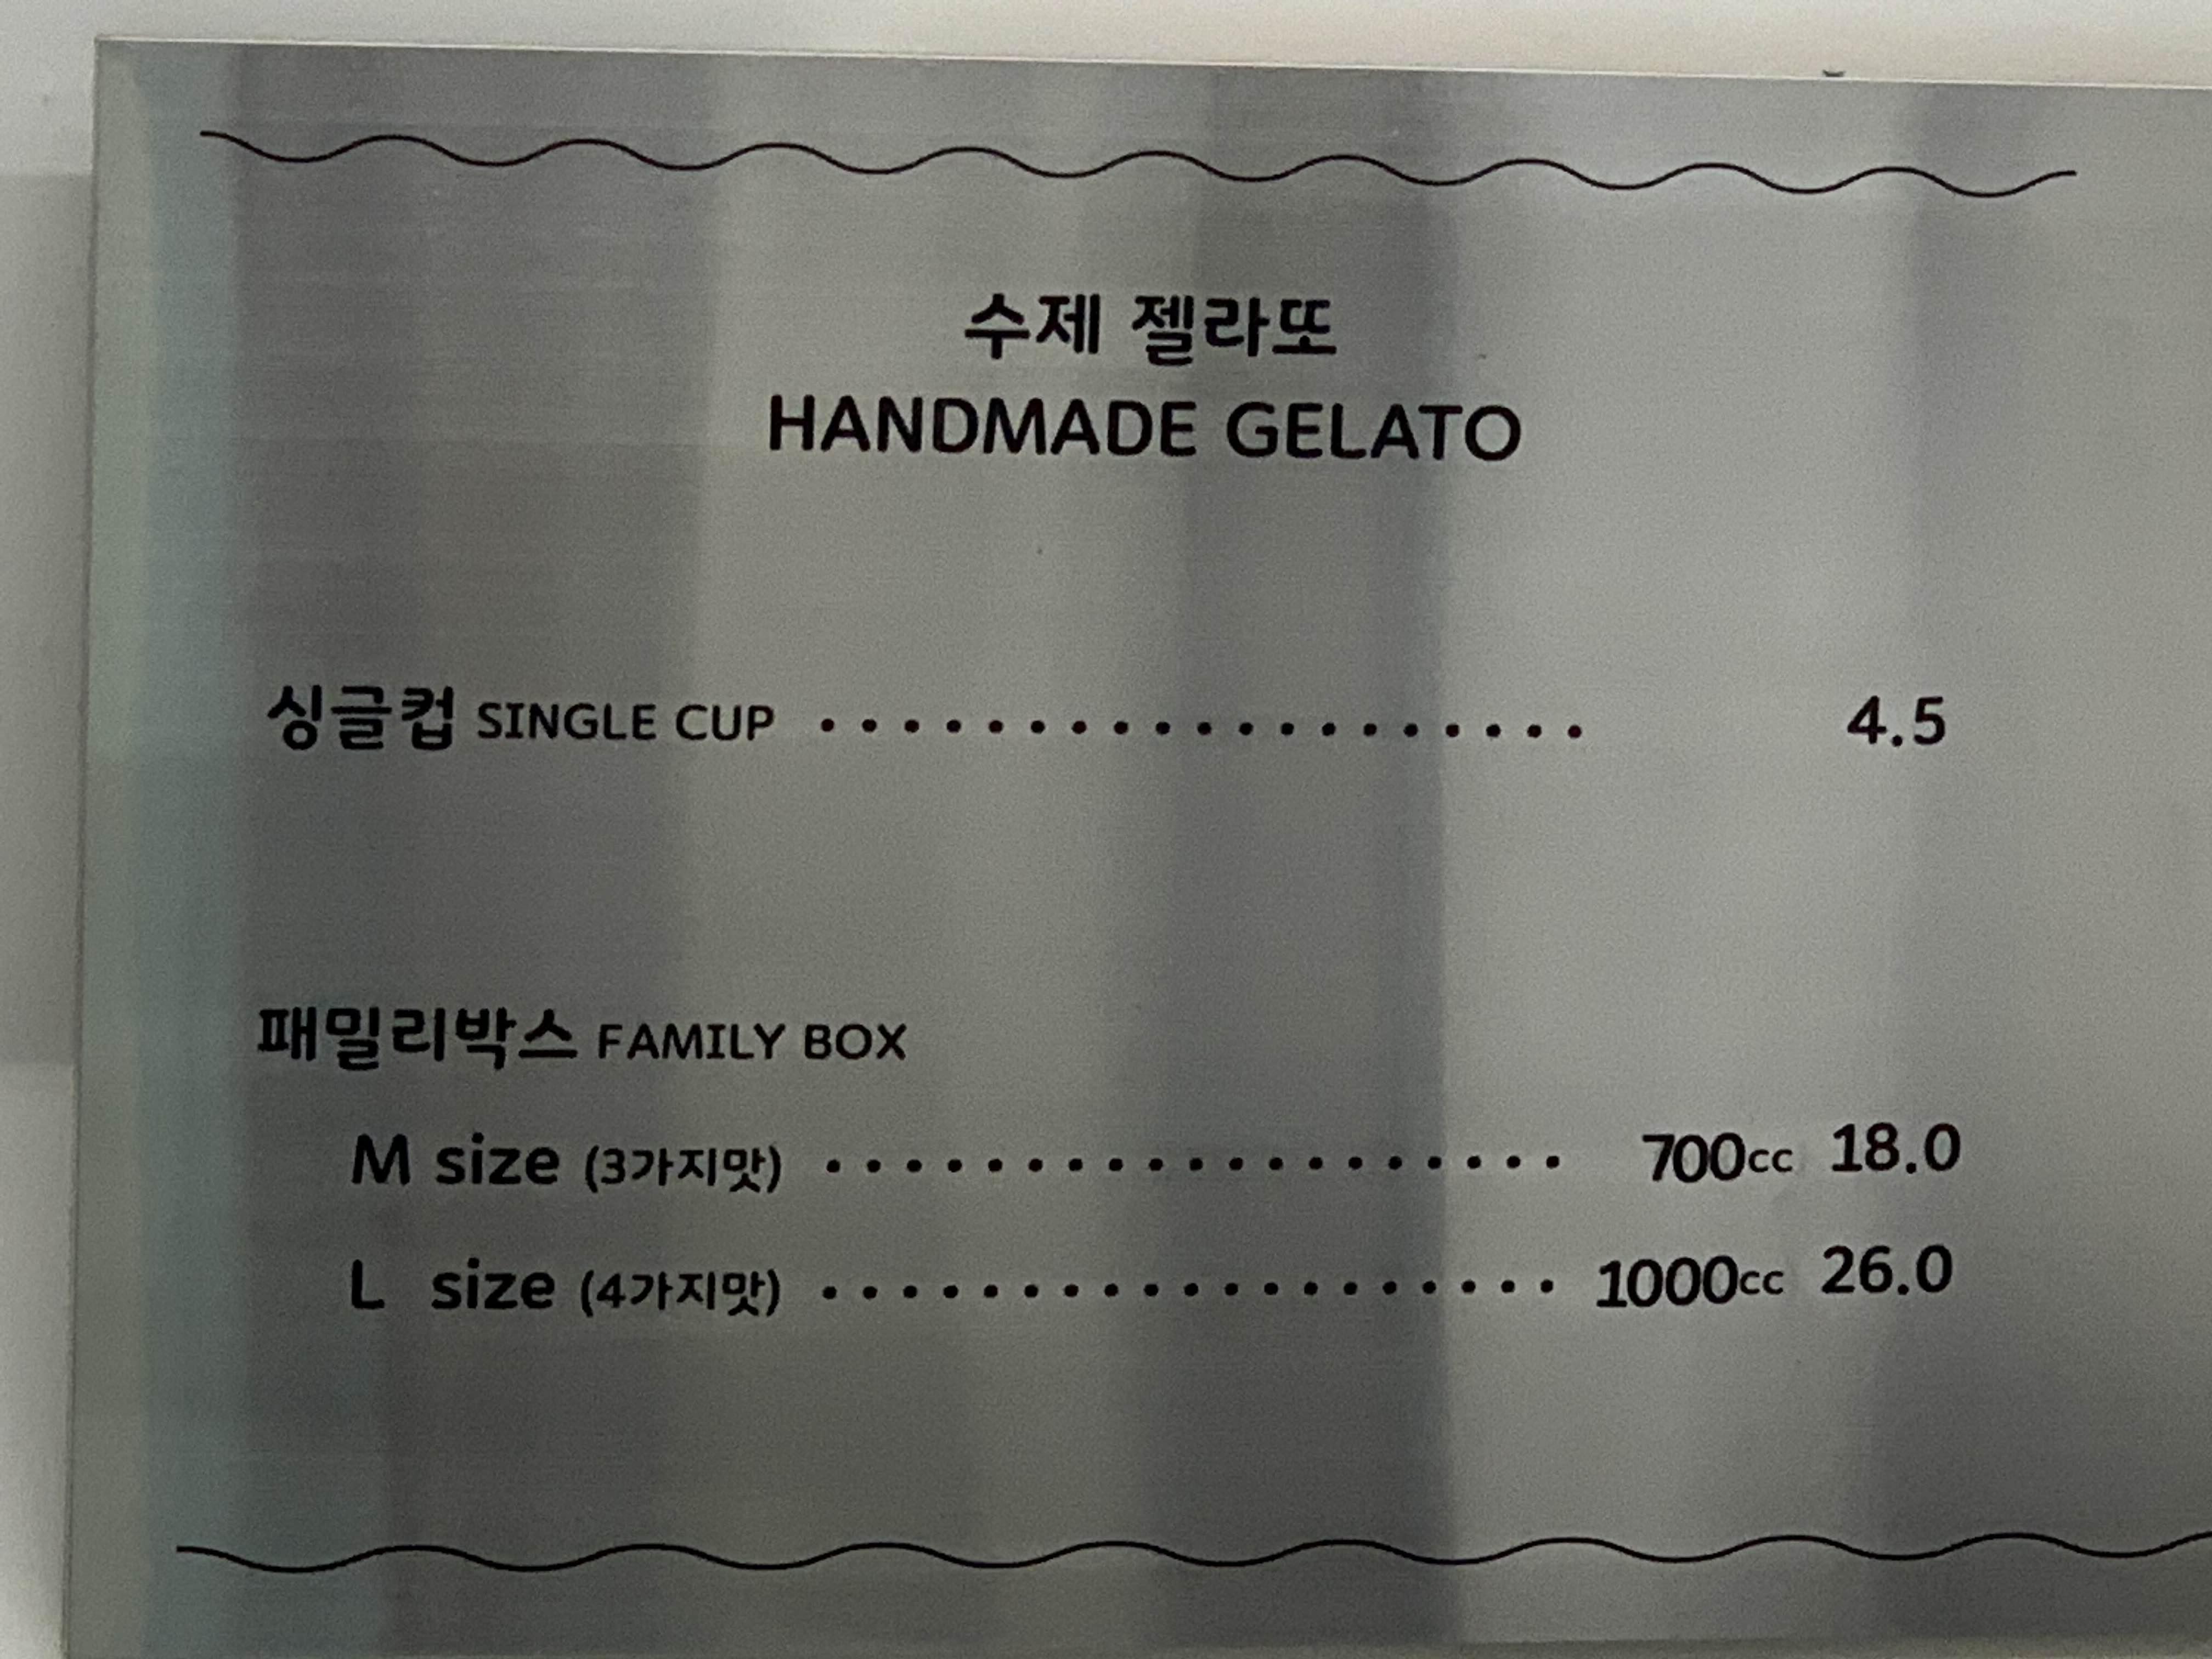 수제 젤라또
HANDMADE GELATO
싱글컵 SINGLE CUP ··················· 4.5
패밀리박스 FAMILY BOX
M size (3가지맛) ··················· 700cc 18.0
L size (4가지맛) ··················· 1000cc 26.0